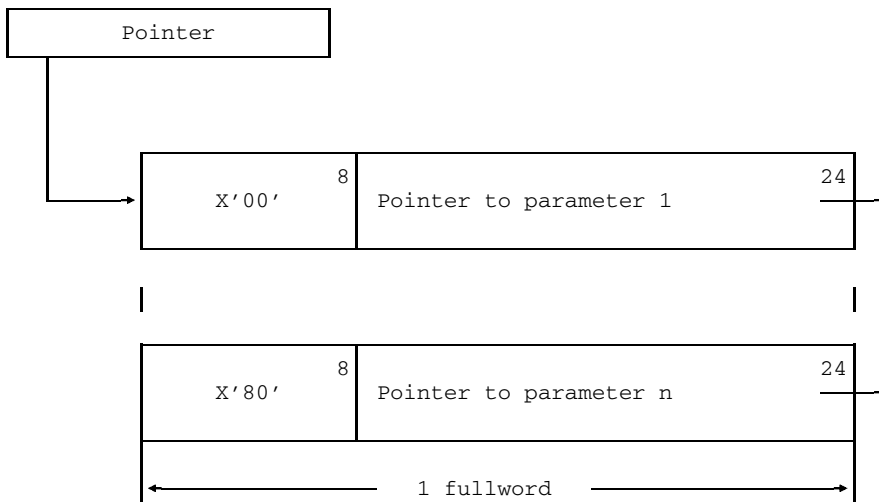 Pointer
8 24
X'00' Pointer to parameter 1
8 24
X'80' Pointer to parameter n
1 fullword